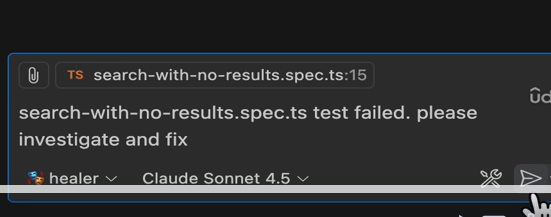 TS search-with-no-results.spec.ts:15
search-with-no-results.spec.ts test failed. please
investigate and fix
healer Claude Sonnet 4.5